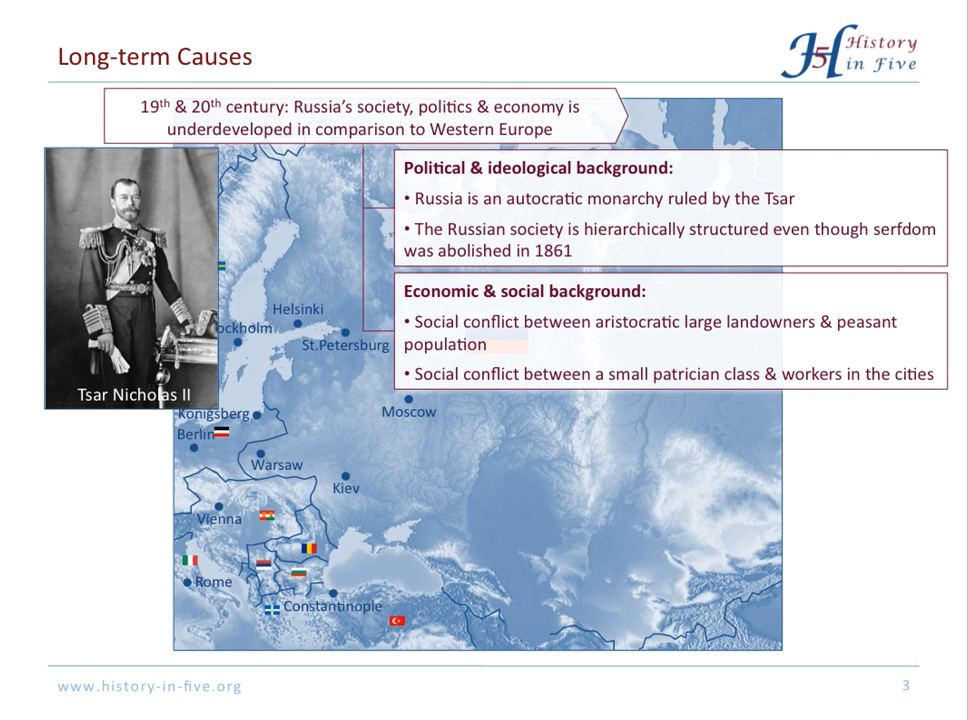 Long-term Causes
History
in Five
19th & 20th century: Russia's society, politics & economy is
underdeveloped in comparison to Western Europe
Political & ideological background:
• Russia is an autocratic monarchy ruled by the Tsar
• The Russian society is hierarchically structured even though serfdom
was abolished in 1861
Economic & social background:
• Social conflict between aristocratic large landowners & peasant
population
• Social conflict between a small patrician class & workers in the cities
Tsar Nicholas II
Helsinki
ockholm
St.Petersburg
Moscow
Königsberg
Berlin
Warsaw
Kiev
Vienna
Rome
Constantinople
www.history-in-five.org
3